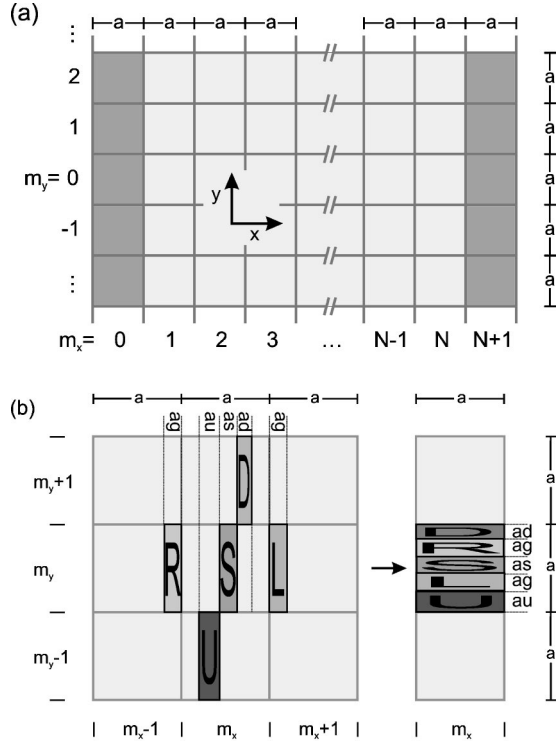 (a)
a a a a a a a
⋮
2
1
m_y= 0
-1
⋮
y
x
a
a
a
a
a
m_x= 0 1 2 3 ... N-1 N N+1
(b)
a a a a
ag au as ad ag
m_y+1
m_y
m_y-1
D
R S L
U
D
R
S
L
U
ad
ag
as
ag
au
a
a
a
m_x-1 m_x m_x+1 m_x